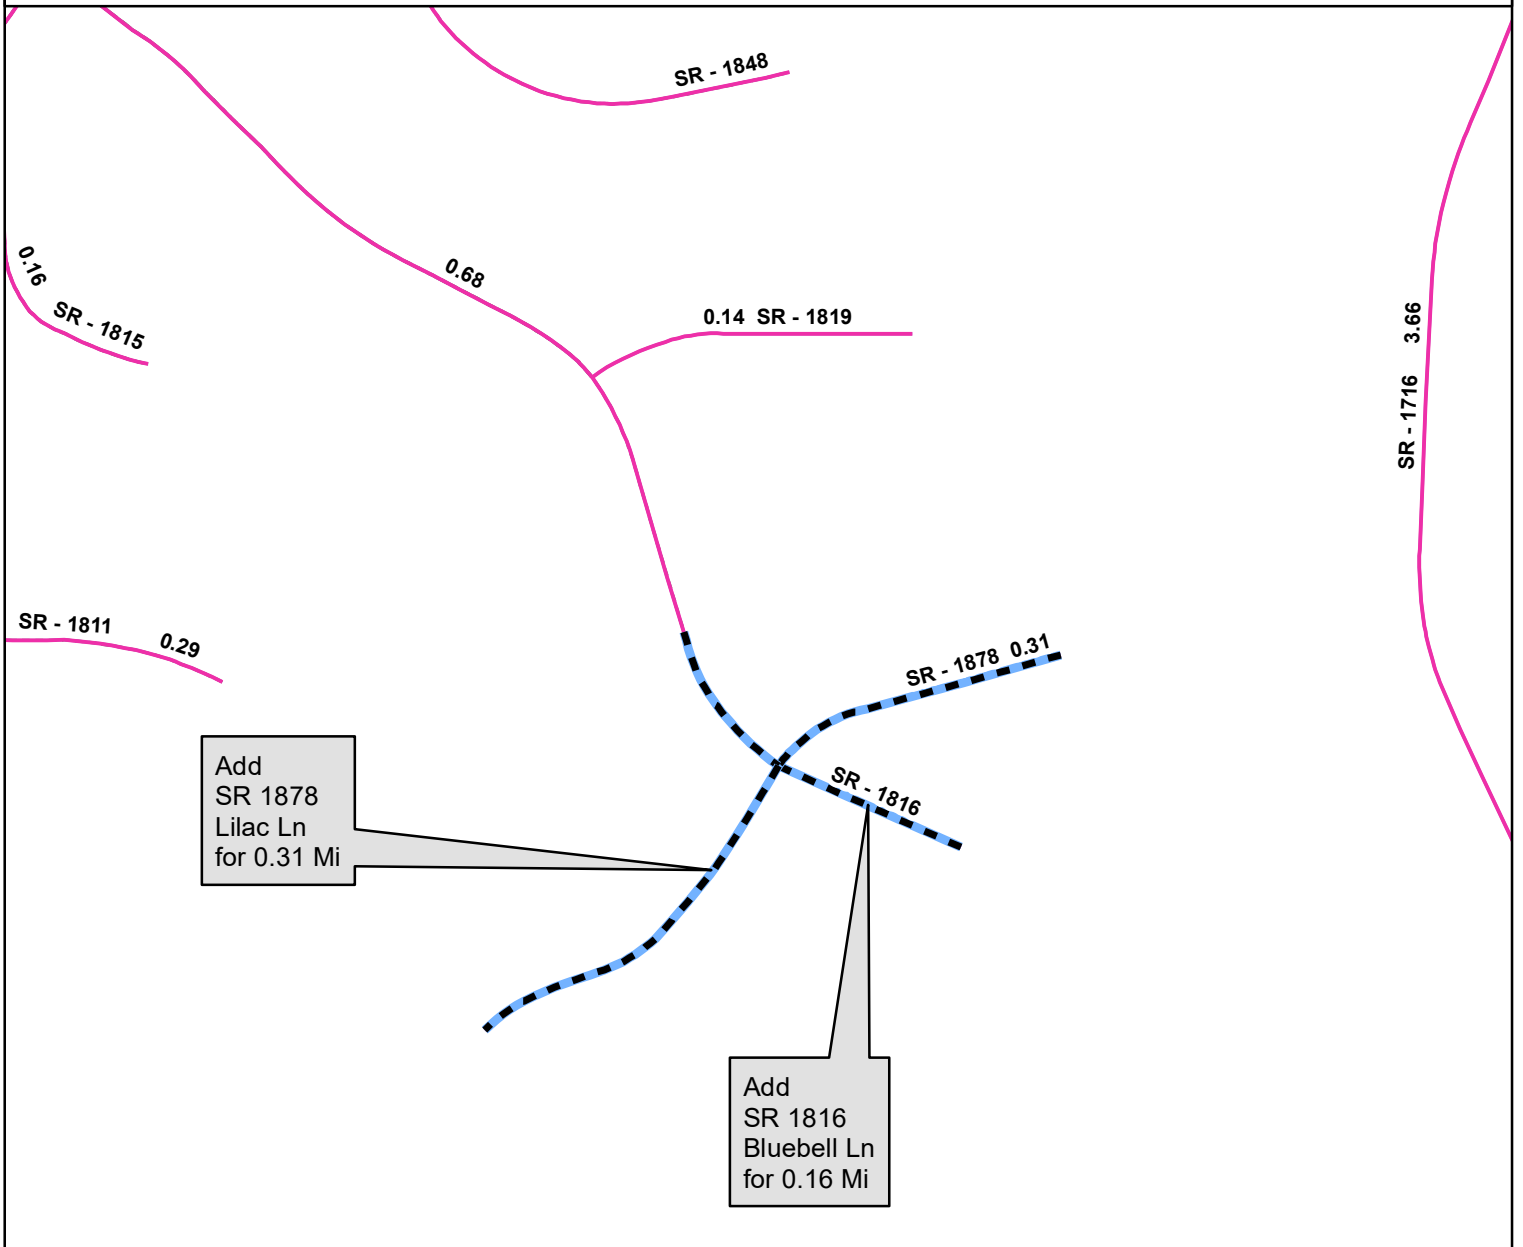 SR - 1848
0.16
SR - 1815
0.68
0.14 SR - 1819
SR - 1716 3.66
SR - 1811 0.29
SR - 1878 0.31
SR - 1816
Add
SR 1878
Lilac Ln
for 0.31 Mi
Add
SR 1816
Bluebell Ln
for 0.16 Mi